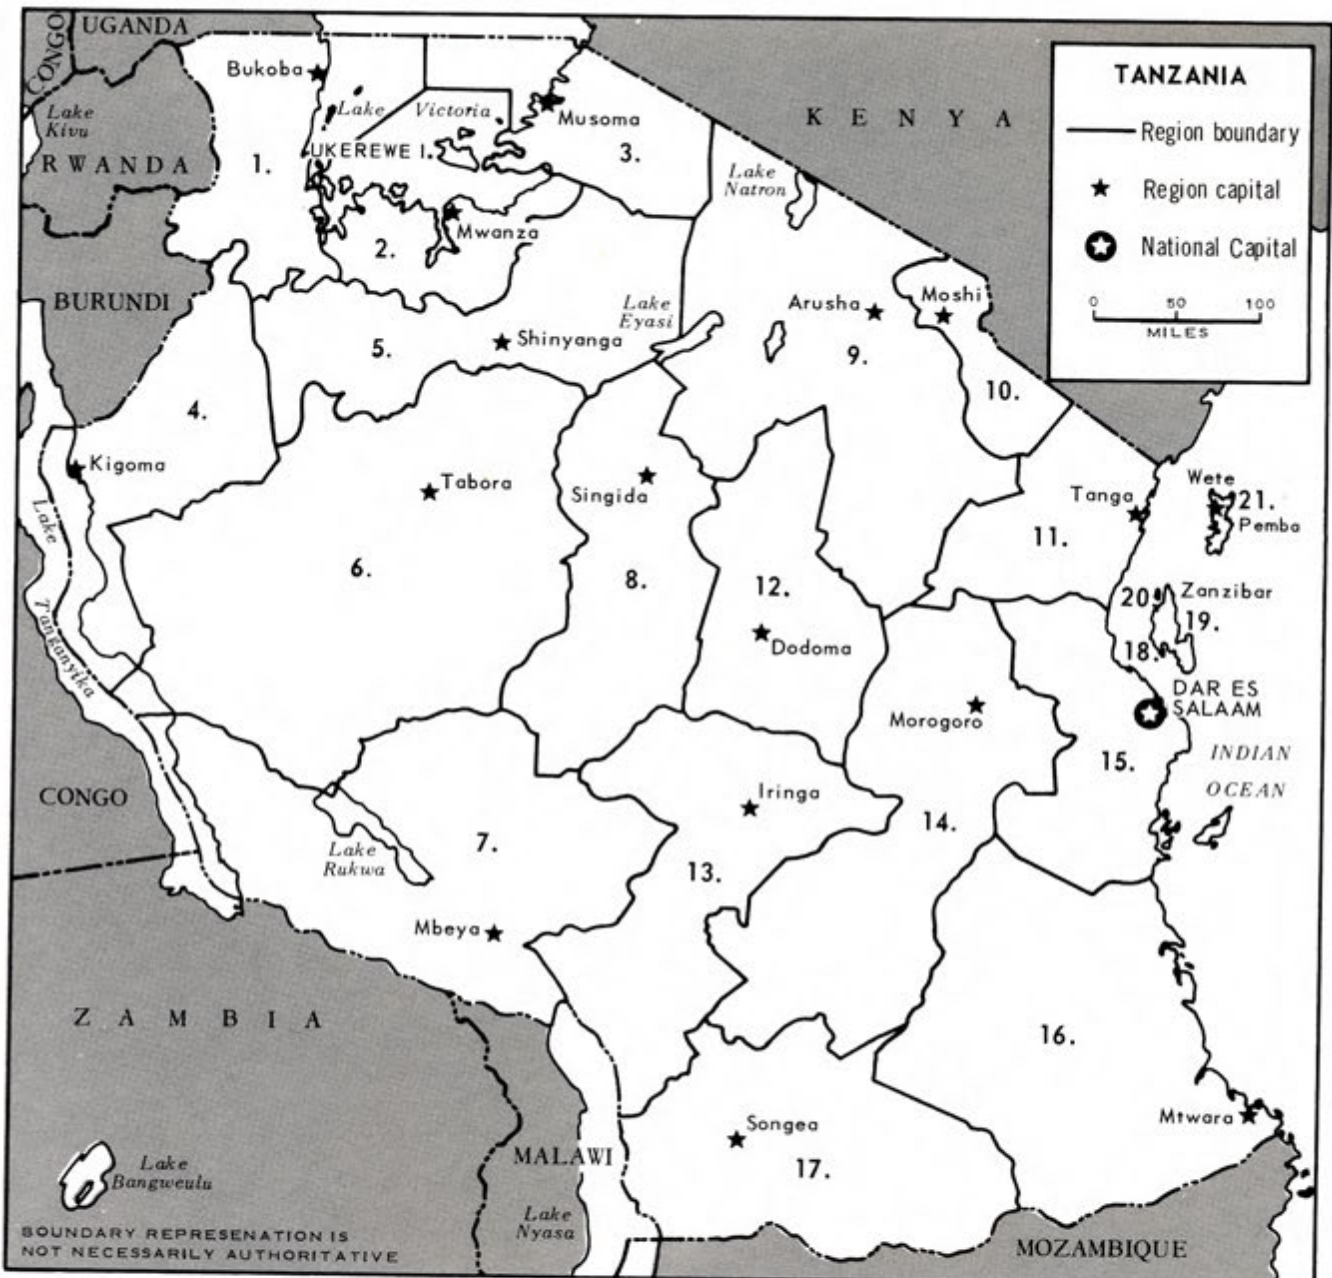 UGANDA
CONGO
Bukoba
Lake
Kivu
RWANDA
1.
Lake Victoria
UKEREWE I.
Musoma
3.
KENYA
TANZANIA
Region boundary
Region capital
National Capital
0 50 100
MILES
Lake
Natron
2.
Mwanza
BURUNDI
Lake
Eyasi
Arusha
Moshi
5.
Shinyanga
9.
10.
4.
Kigoma
Tabora
Singida
Tanga
Wete
21.
Pemba
Lake
Tanganyika
6.
8.
12.
11.
20.
Zanzibar
19.
18.
Dodoma
DAR ES
SALAAM
Morogoro
15.
INDIAN
OCEAN
CONGO
Iringa
14.
7.
Lake
Rukwa
13.
Mbeya
ZAMBIA
16.
Songea
17.
Mtwara
MALAWI
Lake
Bangweulu
Lake
Nyasa
MOZAMBIQUE
BOUNDARY REPRESENATION IS
NOT NECESSARILY AUTHORITATIVE